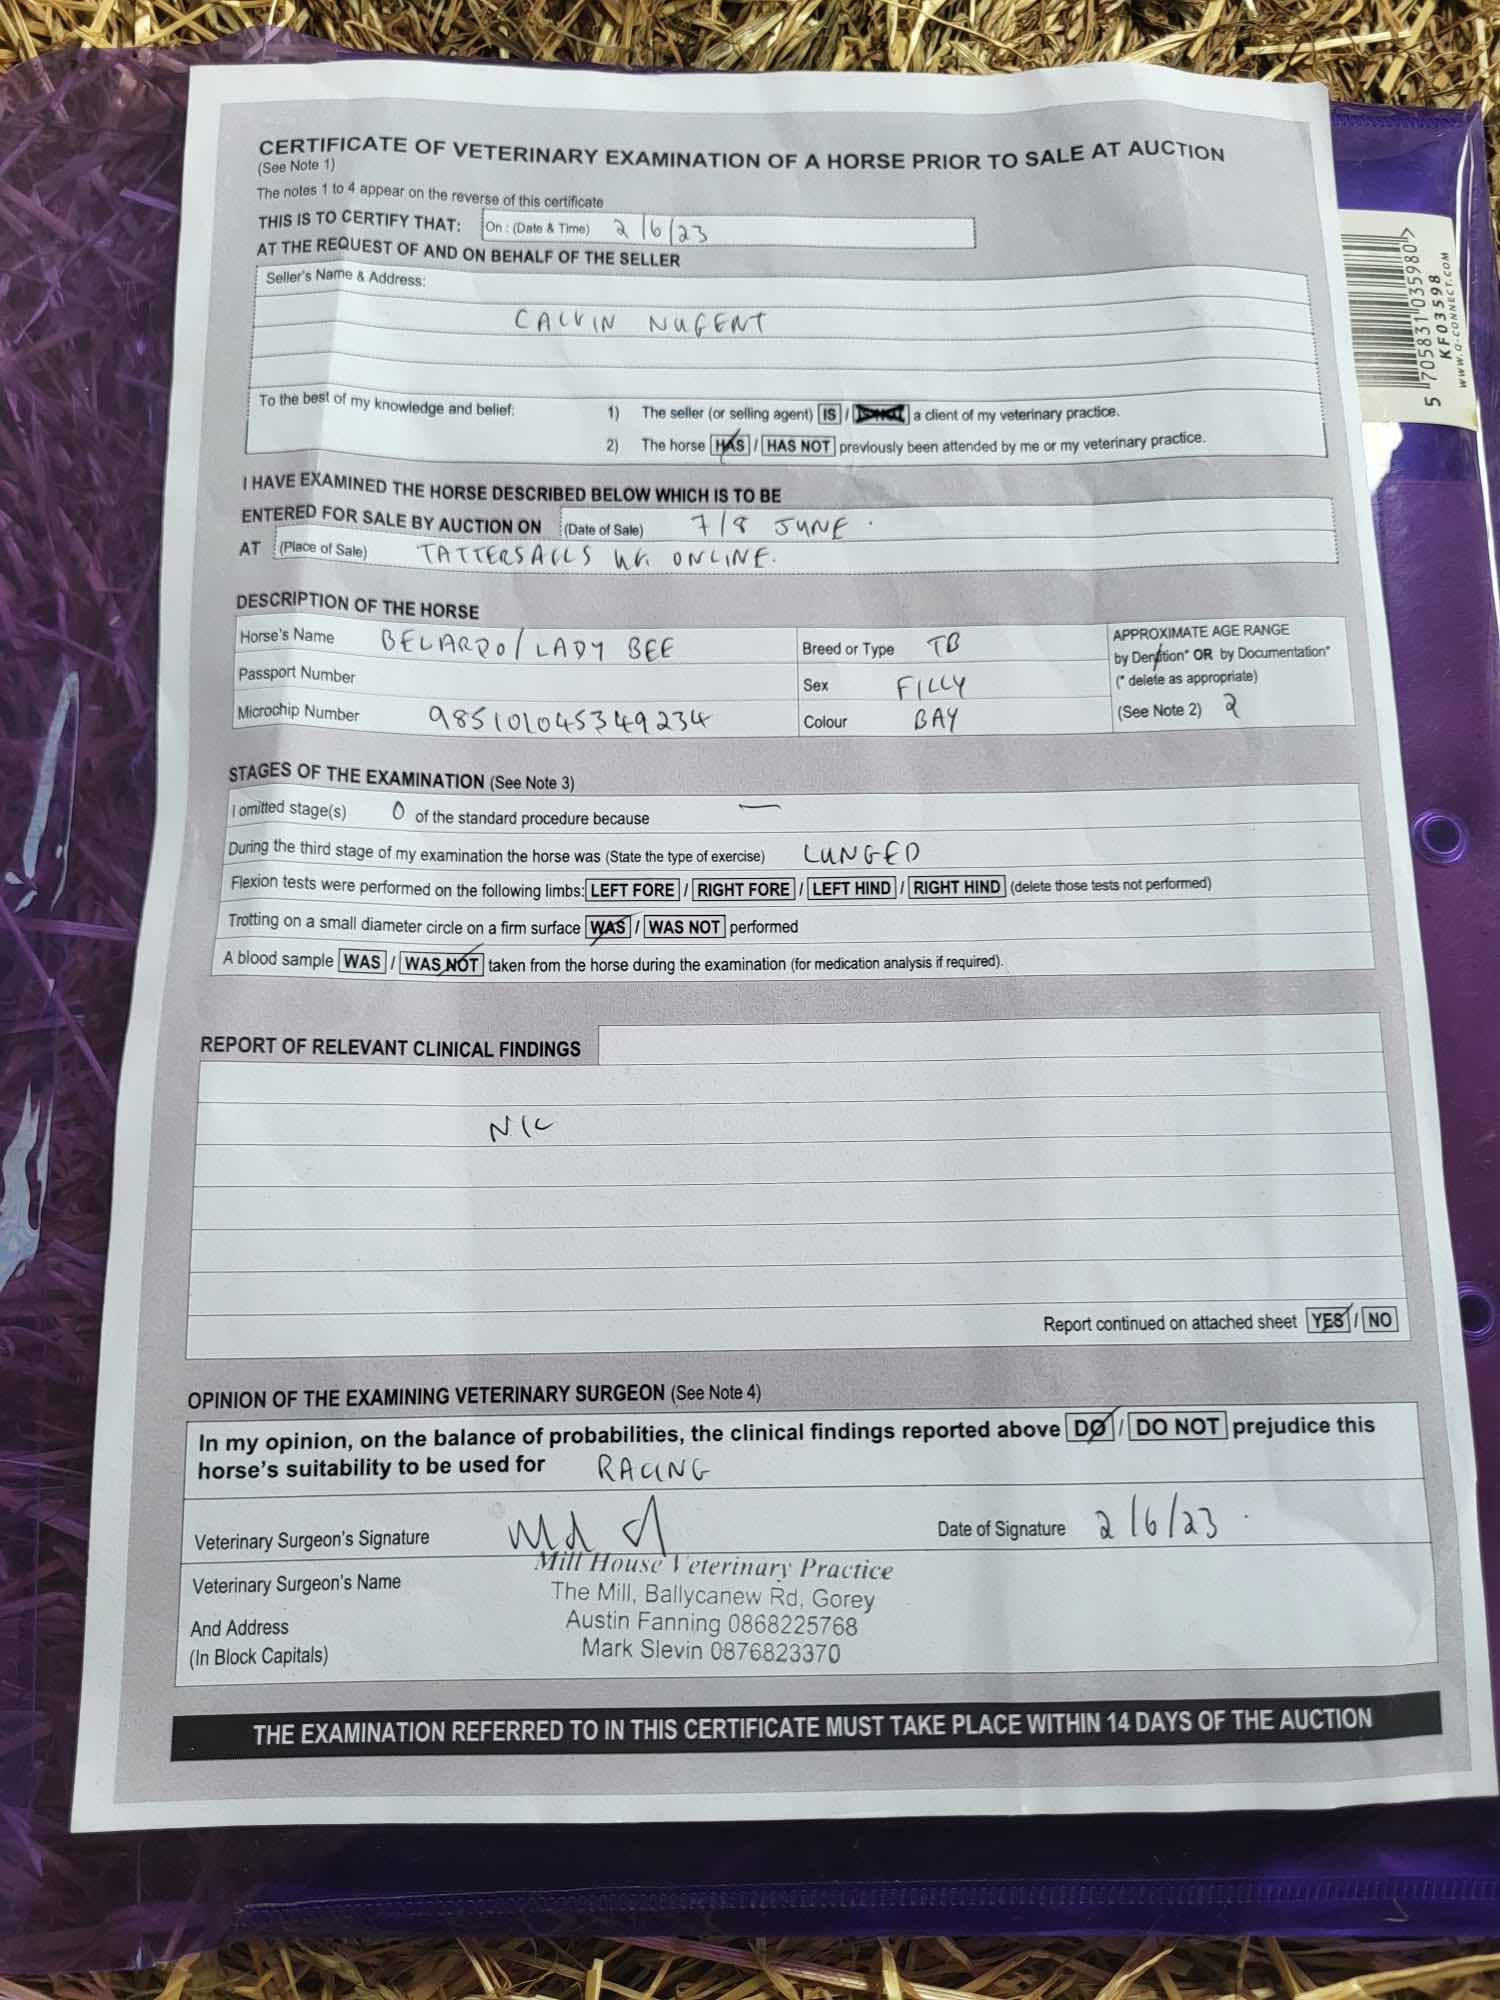 CERTIFICATE OF VETERINARY EXAMINATION OF A HORSE PRIOR TO SALE AT AUCTION
(See Note 1)
The notes 1 to 4 appear on the reverse of this certificate
THIS IS TO CERTIFY THAT: On : (Date & Time) 2/6/23
AT THE REQUEST OF AND ON BEHALF OF THE SELLER
Seller's Name & Address:
CALVIN NUGENT
To the best of my knowledge and belief: 1) The seller (or selling agent) IS / IS NOT a client of my veterinary practice.
2) The horse HAS / HAS NOT previously been attended by me or my veterinary practice.
I HAVE EXAMINED THE HORSE DESCRIBED BELOW WHICH IS TO BE
ENTERED FOR SALE BY AUCTION ON (Date of Sale) 7/8 JUNE.
AT (Place of Sale) TATTERSALLS ONLINE.
DESCRIPTION OF THE HORSE
Horse's Name BELARDO/LADY BEE Breed or Type TB APPROXIMATE AGE RANGE
by Dentition* OR by Documentation*
Passport Number Sex FILLY (* delete as appropriate)
Microchip Number 985101045349234 Colour BAY (See Note 2) 2
STAGES OF THE EXAMINATION (See Note 3)
I omitted stage(s) 0 of the standard procedure because —
During the third stage of my examination the horse was (State the type of exercise) LUNGED
Flexion tests were performed on the following limbs: LEFT FORE / RIGHT FORE / LEFT HIND / RIGHT HIND (delete those tests not performed)
Trotting on a small diameter circle on a firm surface WAS / WAS NOT performed
A blood sample WAS / WAS NOT taken from the horse during the examination (for medication analysis if required).
REPORT OF RELEVANT CLINICAL FINDINGS
NIL
Report continued on attached sheet YES / NO
OPINION OF THE EXAMINING VETERINARY SURGEON (See Note 4)
In my opinion, on the balance of probabilities, the clinical findings reported above DO / DO NOT prejudice this
horse's suitability to be used for RACING
Veterinary Surgeon's Signature Date of Signature 2/6/23.
Mill House Veterinary Practice
Veterinary Surgeon's Name The Mill, Ballycanew Rd, Gorey
And Address Austin Fanning 0868225768
(In Block Capitals) Mark Slevin 0876823370
THE EXAMINATION REFERRED TO IN THIS CERTIFICATE MUST TAKE PLACE WITHIN 14 DAYS OF THE AUCTION
5 705831 035980 >
KF03598
WWW.Q-CONNECT.COM